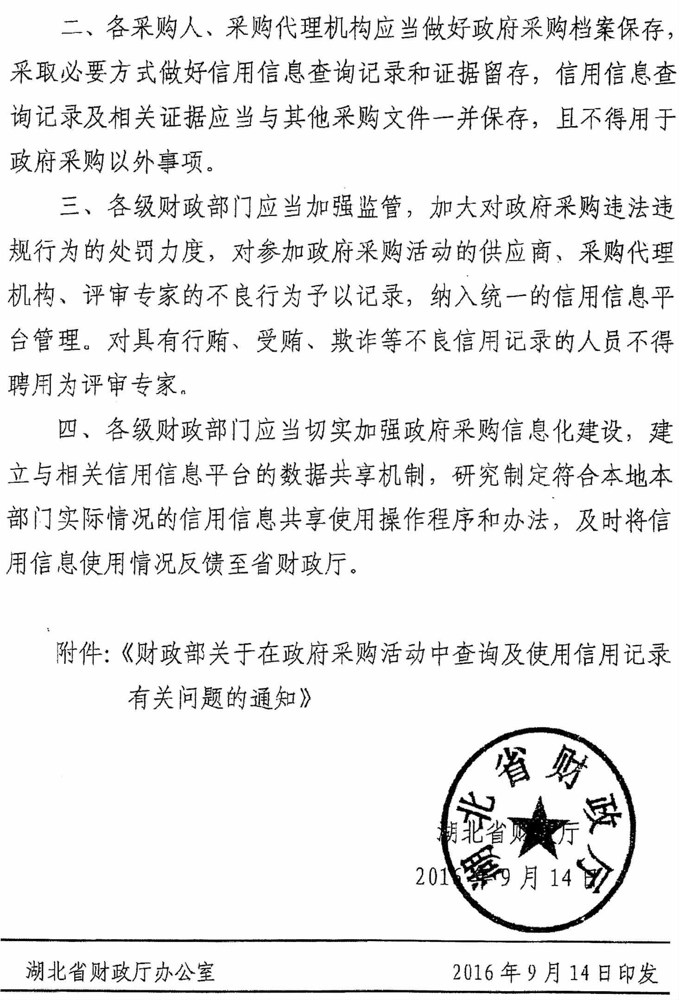 二、各采购人、采购代理机构应当做好政府采购档案保存，
采取必要方式做好信用信息查询记录和证据留存，信用信息查
询记录及相关证据应当与其他采购文件一并保存，且不得用于
政府采购以外事项。
三、各级财政部门应当加强监管，加大对政府采购违法违
规行为的处罚力度，对参加政府采购活动的供应商、采购代理
机构、评审专家的不良行为予以记录，纳入统一的信用信息平
台管理。对具有行贿、受贿、欺诈等不良信用记录的人员不得
聘用为评审专家。
四、各级财政部门应当切实加强政府采购信息化建设，建
立与相关信用信息平台的数据共享机制，研究制定符合本地本
部门实际情况的信用信息共享使用操作程序和办法，及时将信
用信息使用情况反馈至省财政厅。
附件：《财政部关于在政府采购活动中查询及使用信用记录
有关问题的通知》
湖北省财政厅
湖北省财政厅
2016年9月14日
湖北省财政厅办公室 2016年9月14日印发